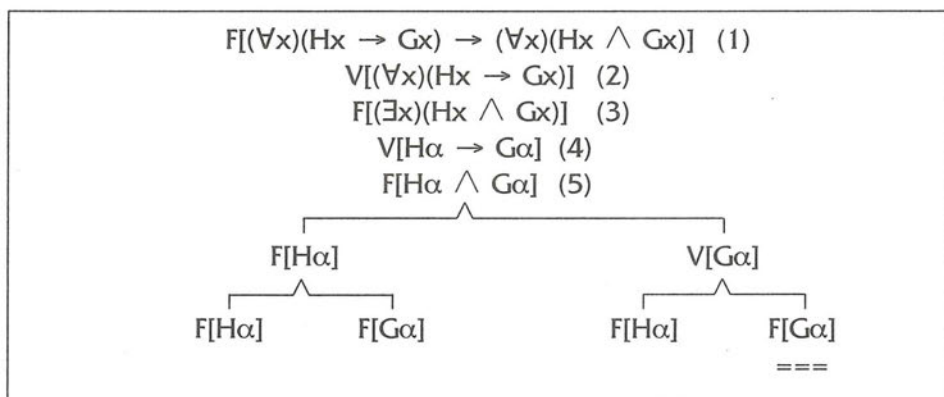 F[(∀x)(Hx → Gx) → (∀x)(Hx ∧ Gx)] (1)
V[(∀x)(Hx → Gx)] (2)
F[(∃x)(Hx ∧ Gx)] (3)
V[Hα → Gα] (4)
F[Hα ∧ Gα] (5)
F[Hα] V[Gα]
F[Hα] F[Gα] F[Hα] F[Gα]
===